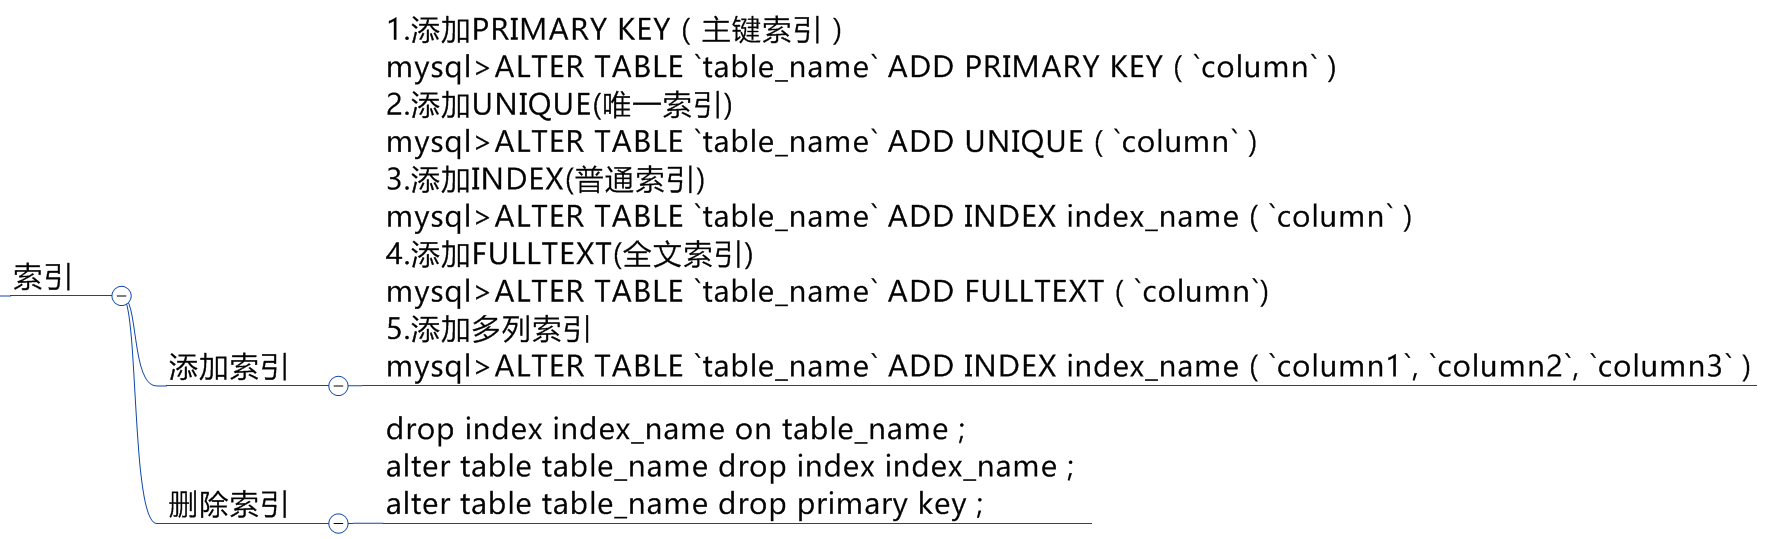 索引
添加索引
1.添加PRIMARY KEY ( 主键索引 )
mysql>ALTER TABLE `table_name` ADD PRIMARY KEY ( `column` )
2.添加UNIQUE(唯一索引)
mysql>ALTER TABLE `table_name` ADD UNIQUE ( `column` )
3.添加INDEX(普通索引)
mysql>ALTER TABLE `table_name` ADD INDEX index_name ( `column` )
4.添加FULLTEXT(全文索引)
mysql>ALTER TABLE `table_name` ADD FULLTEXT ( `column`)
5.添加多列索引
mysql>ALTER TABLE `table_name` ADD INDEX index_name ( `column1`, `column2`, `column3` )
删除索引
drop index index_name on table_name ;
alter table table_name drop index index_name ;
alter table table_name drop primary key ;